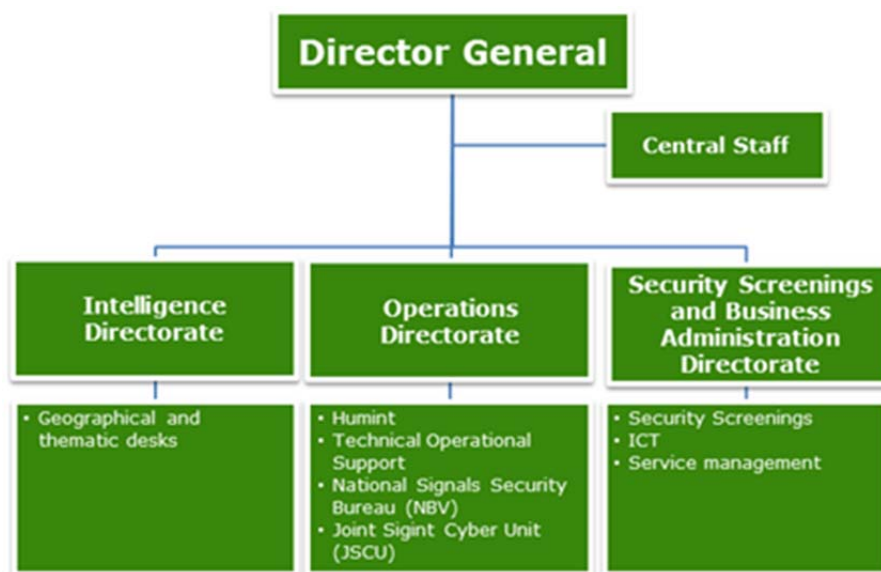 Director General
Central Staff
Intelligence
Directorate
Operations
Directorate
Security Screenings
and Business
Administration
Directorate
• Geographical and
thematic desks
• Humint
• Technical Operational
Support
• National Signals Security
Bureau (NBV)
• Joint Sigint Cyber Unit
(JSCU)
• Security Screenings
• ICT
• Service management